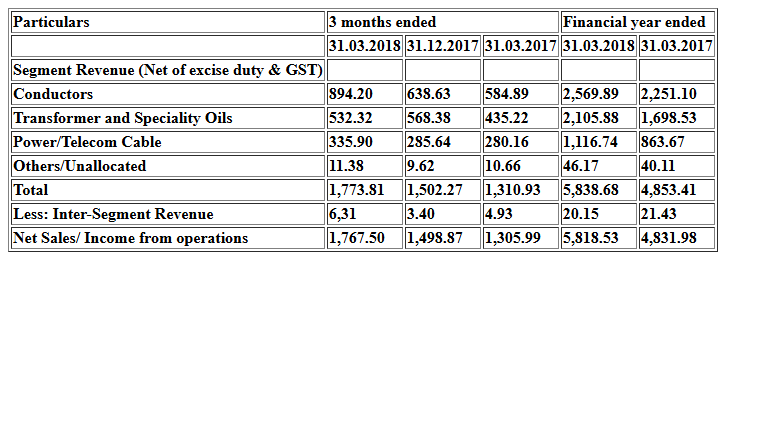 Particulars 3 months ended Financial year ended
31.03.2018 31.12.2017 31.03.2017 31.03.2018 31.03.2017
Segment Revenue (Net of excise duty & GST)
Conductors 894.20 638.63 584.89 2,569.89 2,251.10
Transformer and Speciality Oils 532.32 568.38 435.22 2,105.88 1,698.53
Power/Telecom Cable 335.90 285.64 280.16 1,116.74 863.67
Others/Unallocated 11.38 9.62 10.66 46.17 40.11
Total 1,773.81 1,502.27 1,310.93 5,838.68 4,853.41
Less: Inter-Segment Revenue 6,31 3.40 4.93 20.15 21.43
Net Sales/ Income from operations 1,767.50 1,498.87 1,305.99 5,818.53 4,831.98